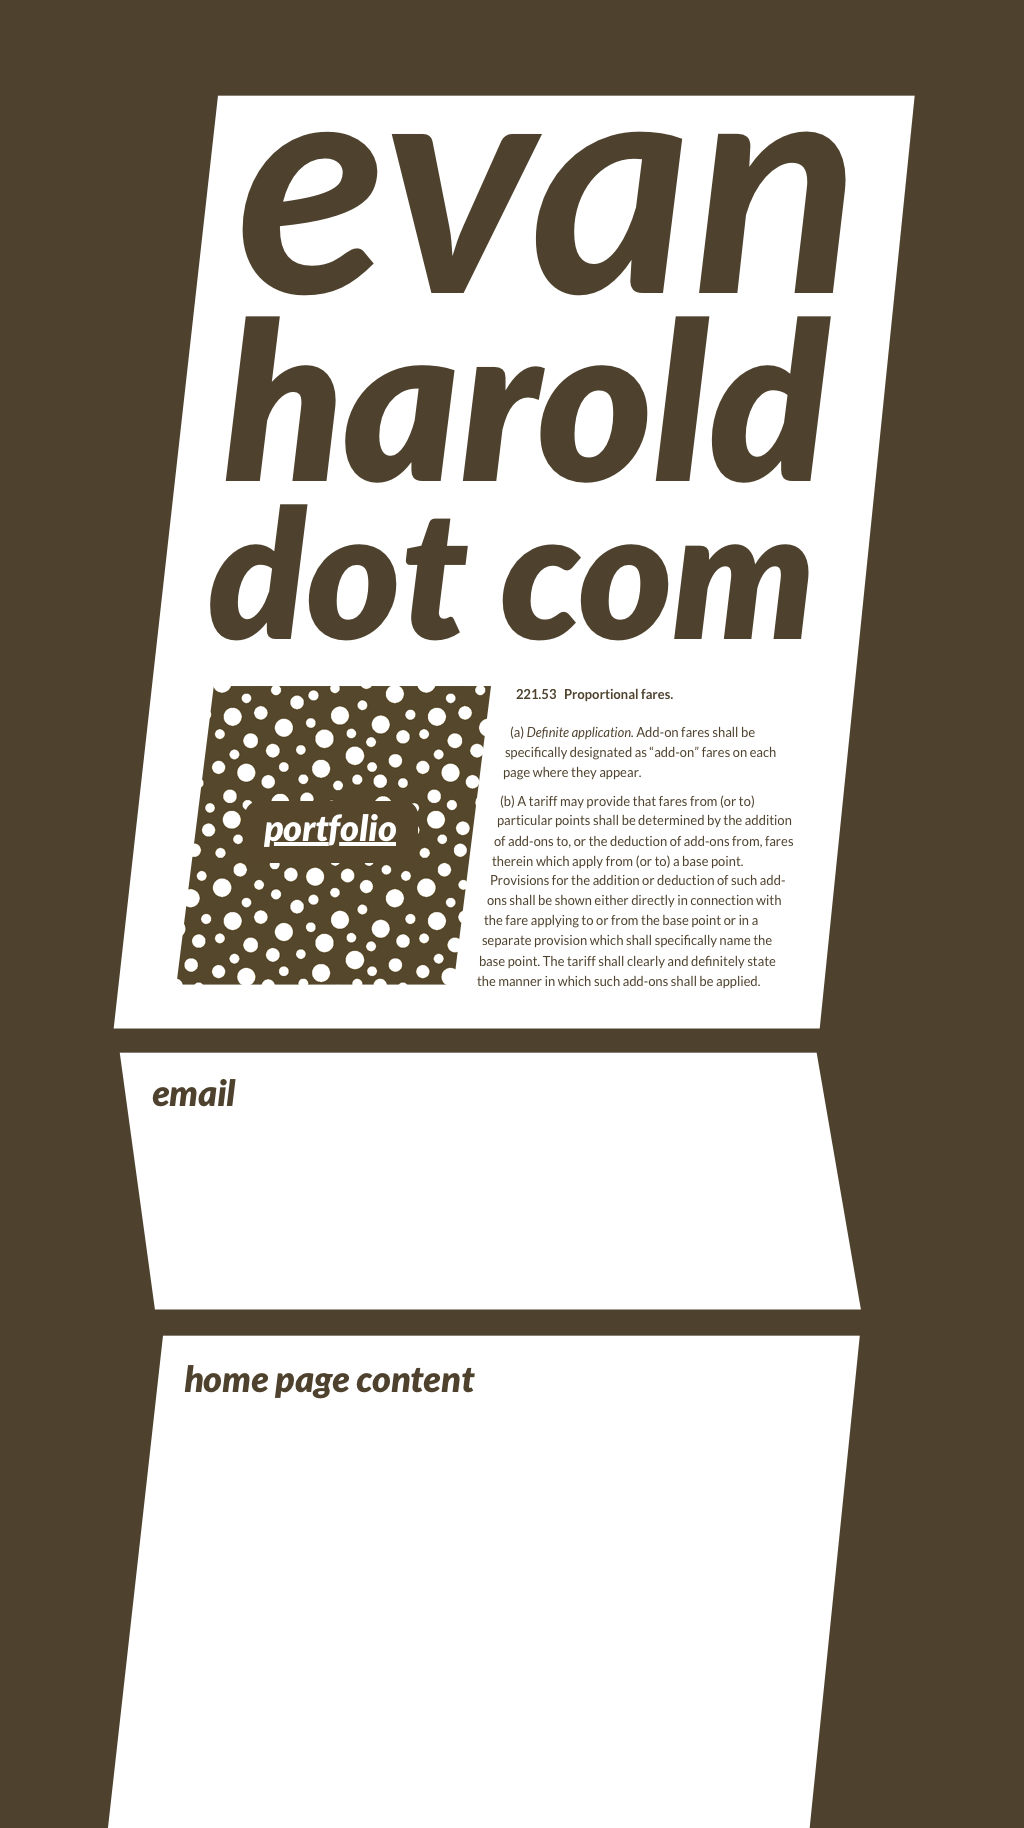 evan
harold
dot com
portfolio
221.53 Proportional fares.
(a) Definite application. Add-on fares shall be
specifically designated as “add-on” fares on each
page where they appear.
(b) A tariff may provide that fares from (or to)
particular points shall be determined by the addition
of add-ons to, or the deduction of add-ons from, fares
therein which apply from (or to) a base point.
Provisions for the addition or deduction of such add-
ons shall be shown either directly in connection with
the fare applying to or from the base point or in a
separate provision which shall specifically name the
base point. The tariff shall clearly and definitely state
the manner in which such add-ons shall be applied.
email
home page content